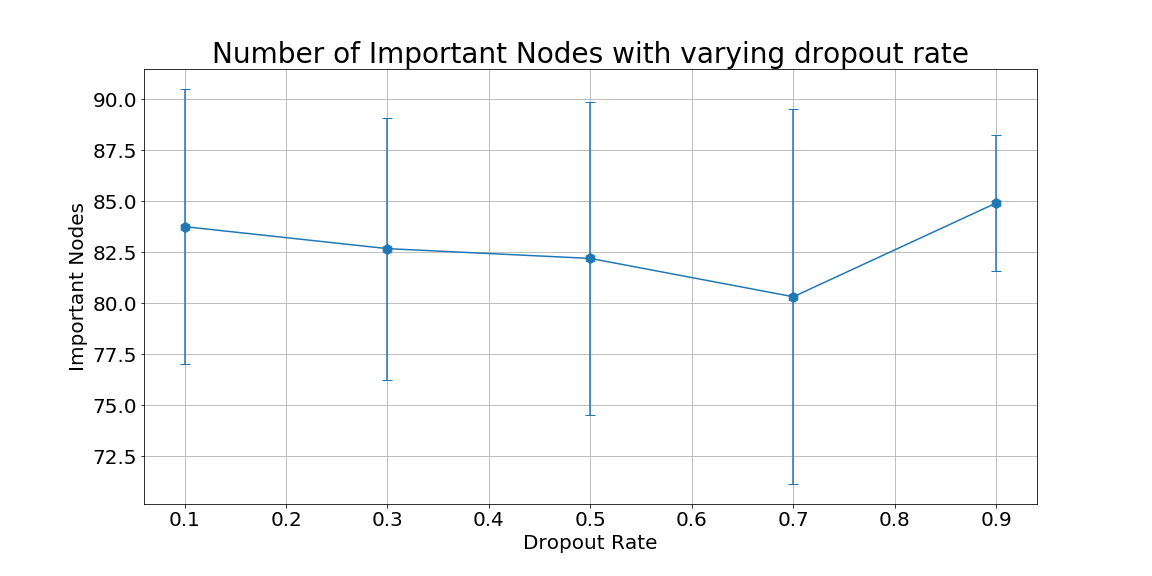 Number of Important Nodes with varying dropout rate
Important Nodes
90.0
87.5
85.0
82.5
80.0
77.5
75.0
72.5
0.1 0.2 0.3 0.4 0.5 0.6 0.7 0.8 0.9
Dropout Rate